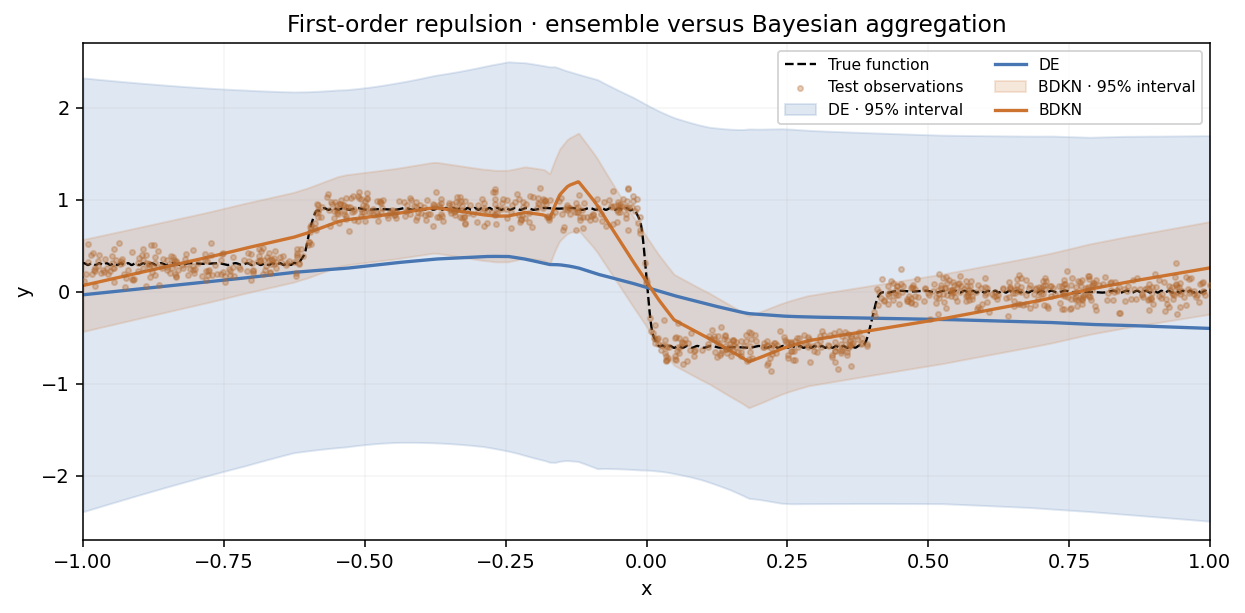 First-order repulsion · ensemble versus Bayesian aggregation
True function
Test observations
DE · 95% interval
DE
BDKN · 95% interval
BDKN
y
2
1
0
−1
−2
−1.00 −0.75 −0.50 −0.25 0.00 0.25 0.50 0.75 1.00
x